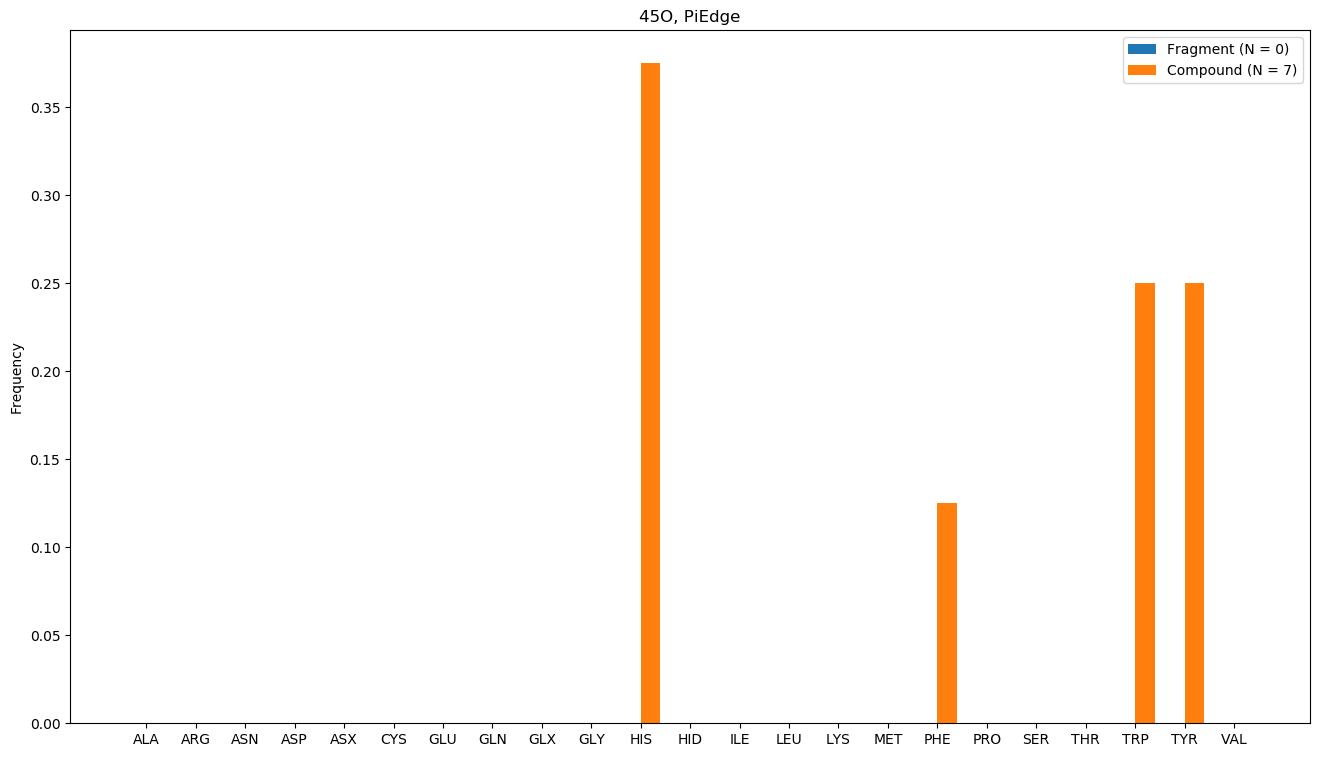 45O, PiEdge
Fragment (N = 0)
Compound (N = 7)
Frequency
0.35
0.30
0.25
0.20
0.15
0.10
0.05
0.00
ALA ARG ASN ASP ASX CYS GLU GLN GLX GLY HIS HID ILE LEU LYS MET PHE PRO SER THR TRP TYR VAL